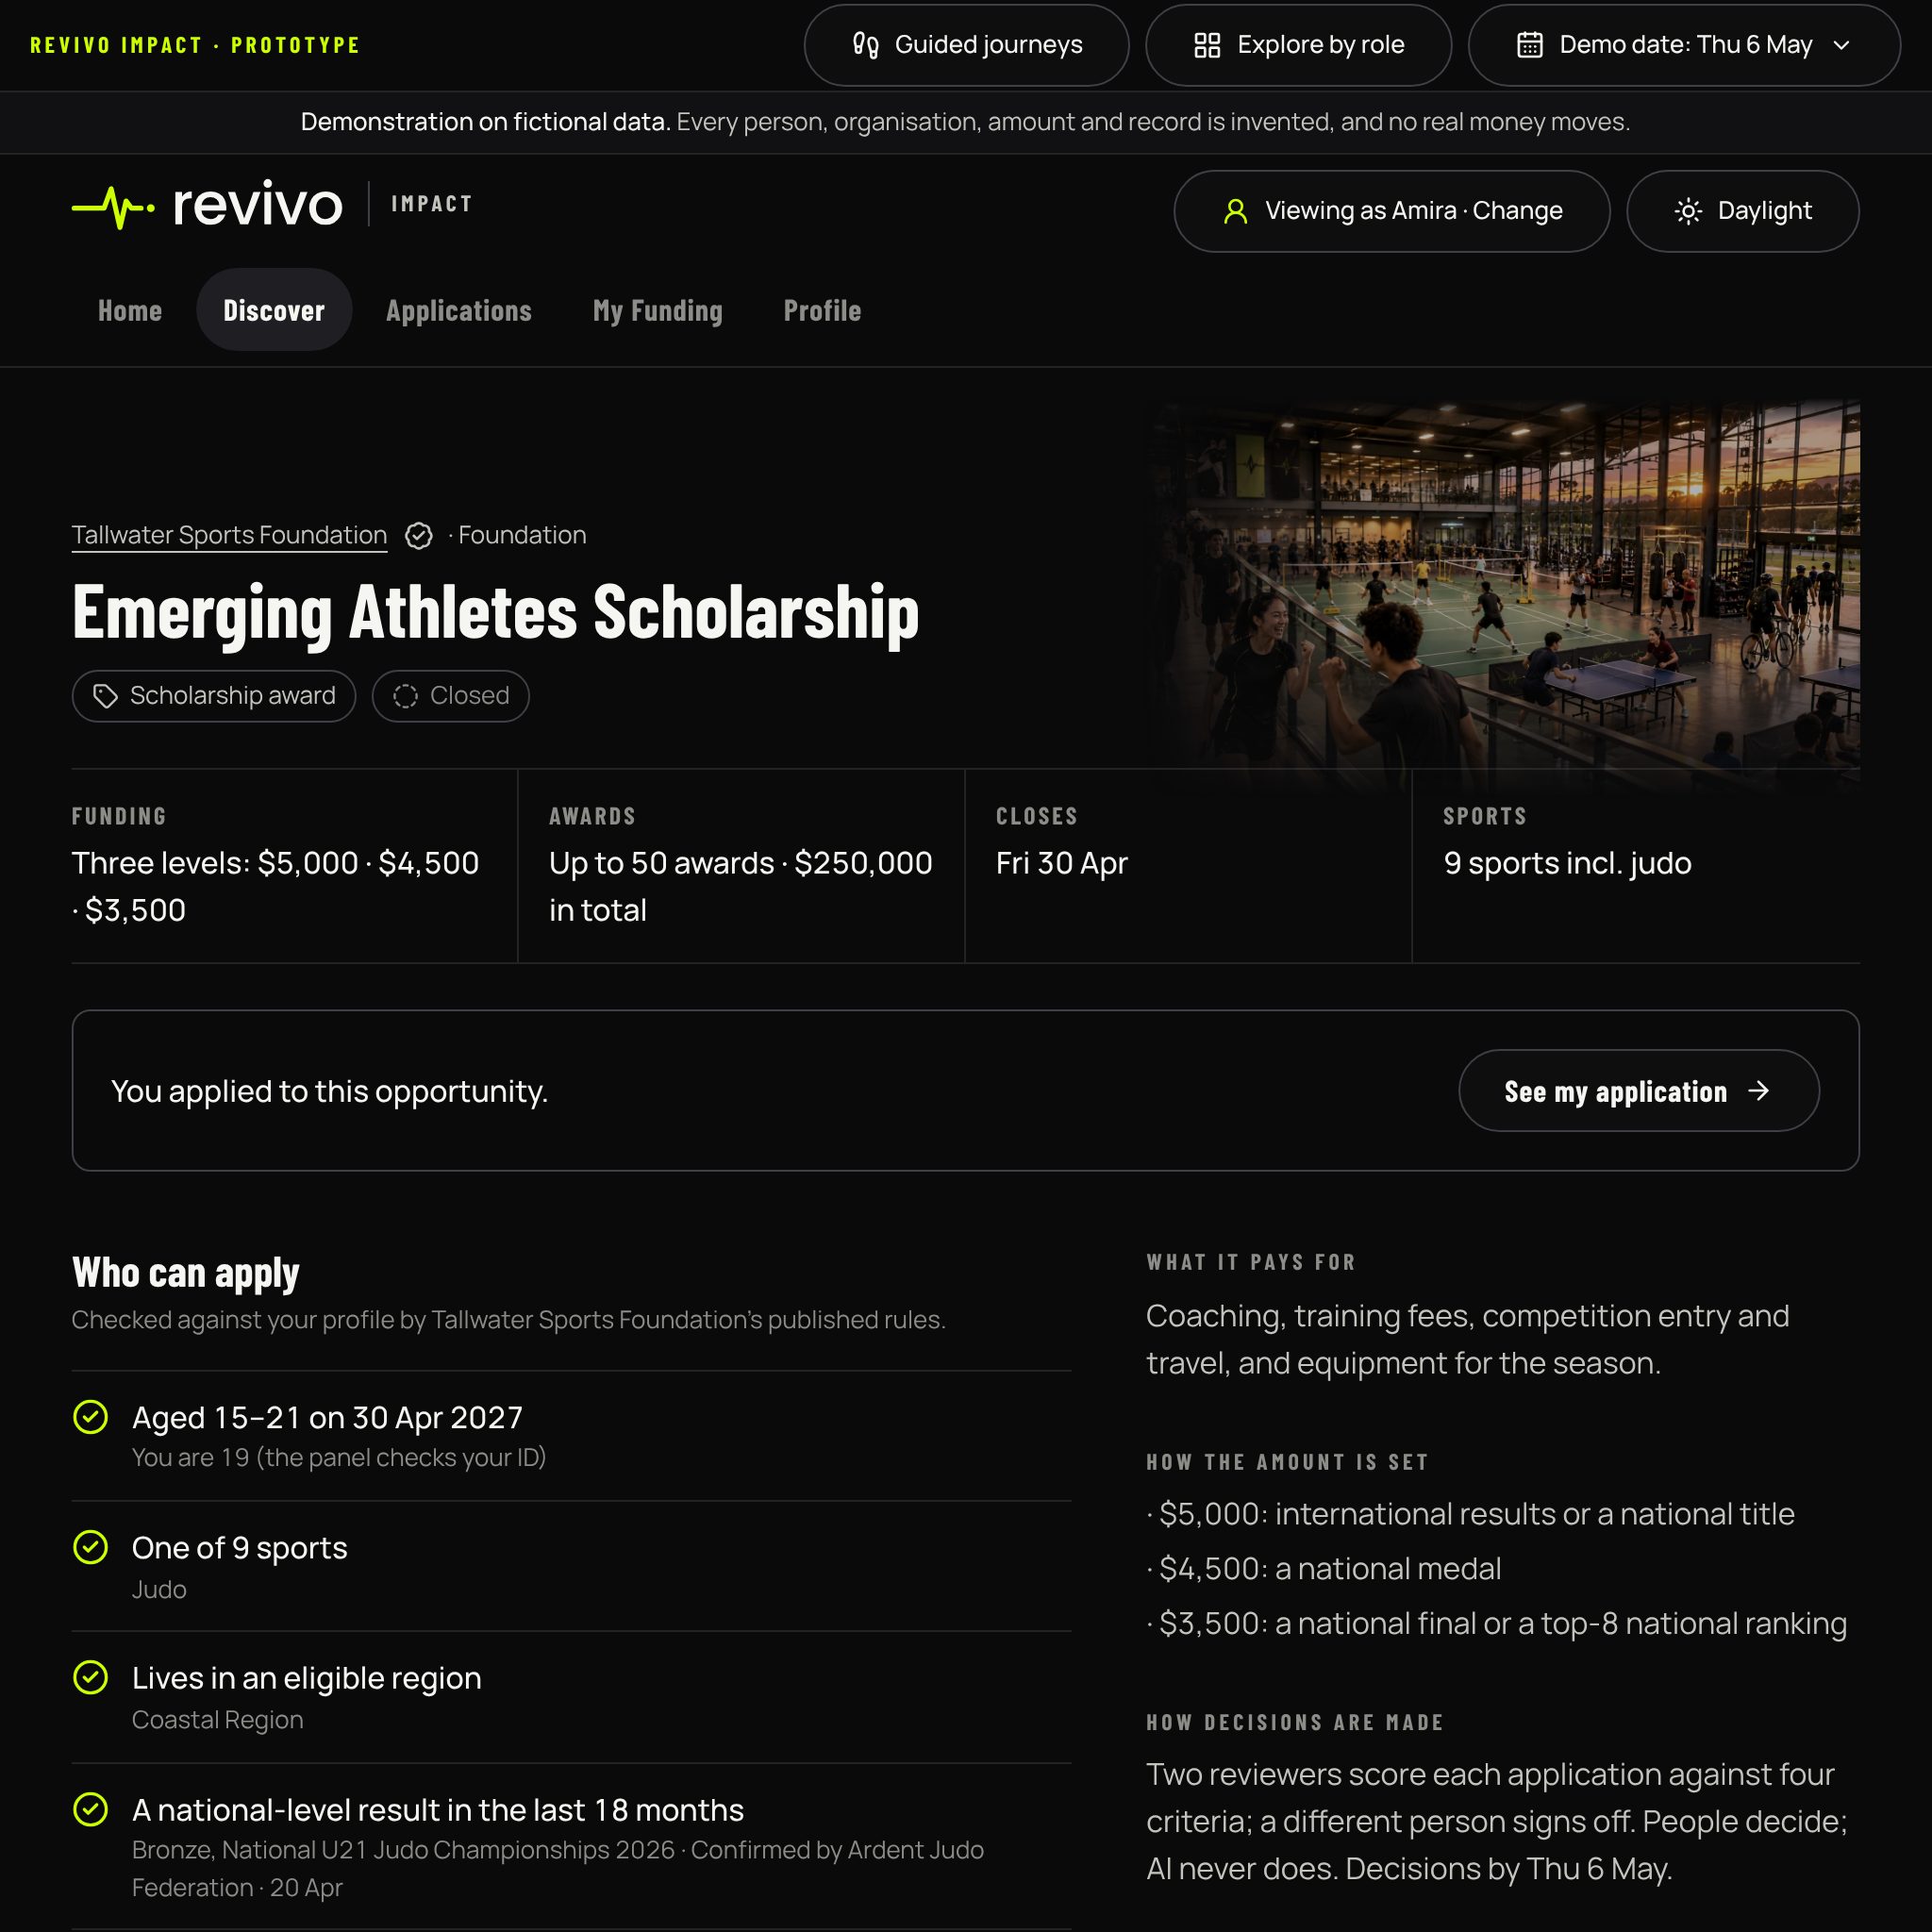 REVIVO IMPACT · PROTOTYPE
Guided journeys
Explore by role
Demo date: Thu 6 May
Demonstration on fictional data. Every person, organisation, amount and record is invented, and no real money moves.
revivo
IMPACT
Viewing as Amira · Change
Daylight
Home
Discover
Applications
My Funding
Profile
Tallwater Sports Foundation · Foundation
Emerging Athletes Scholarship
Scholarship award
Closed
FUNDING
Three levels: $5,000 · $4,500
· $3,500
AWARDS
Up to 50 awards · $250,000
in total
CLOSES
Fri 30 Apr
SPORTS
9 sports incl. judo
You applied to this opportunity.
See my application
Who can apply
Checked against your profile by Tallwater Sports Foundation’s published rules.
Aged 15–21 on 30 Apr 2027
You are 19 (the panel checks your ID)
One of 9 sports
Judo
Lives in an eligible region
Coastal Region
A national-level result in the last 18 months
Bronze, National U21 Judo Championships 2026 · Confirmed by Ardent Judo
Federation · 20 Apr
WHAT IT PAYS FOR
Coaching, training fees, competition entry and
travel, and equipment for the season.
HOW THE AMOUNT IS SET
· $5,000: international results or a national title
· $4,500: a national medal
· $3,500: a national final or a top-8 national ranking
HOW DECISIONS ARE MADE
Two reviewers score each application against four
criteria; a different person signs off. People decide;
AI never does. Decisions by Thu 6 May.